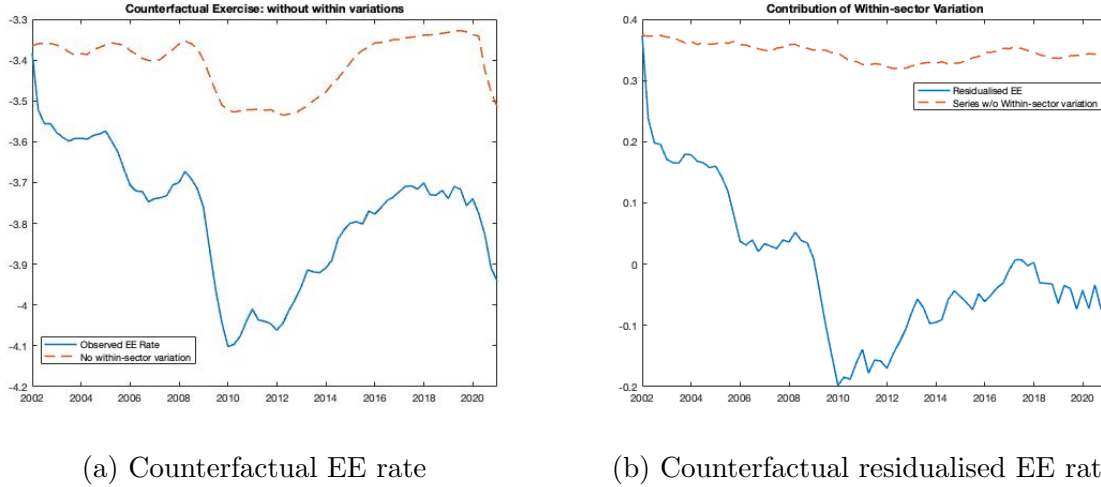 Counterfactual Exercise: without within variations
-3.3
-3.4
-3.5
-3.6
-3.7
-3.8
-3.9
-4
-4.1
-4.2
Observed EE Rate
No within-sector variation
2002 2004 2006 2008 2010 2012 2014 2016 2018 2020
(a) Counterfactual EE rate
Contribution of Within-sector Variation
0.4
0.3
0.2
0.1
0
-0.1
-0.2
Residualised EE
Series w/o Within-sector variation
2002 2004 2006 2008 2010 2012 2014 2016 2018 2020
(b) Counterfactual residualised EE rat